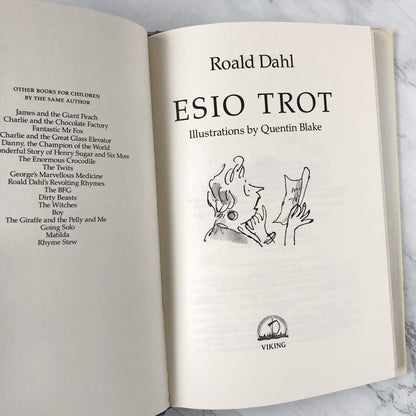 OTHER BOOKS FOR CHILDREN
BY THE SAME AUTHOR
James and the Giant Peach
Charlie and the Chocolate Factory
Fantastic Mr Fox
Charlie and the Great Glass Elevator
Danny, the Champion of the World
onderful Story of Henry Sugar and Six More
The Enormous Crocodile
The Twits
George's Marvellous Medicine
Roald Dahl's Revolting Rhymes
The BFG
Dirty Beasts
The Witches
Boy
The Giraffe and the Pelly and Me
Going Solo
Matilda
Rhyme Stew
Roald Dahl
ESIO TROT
Illustrations by Quentin Blake
VIKING